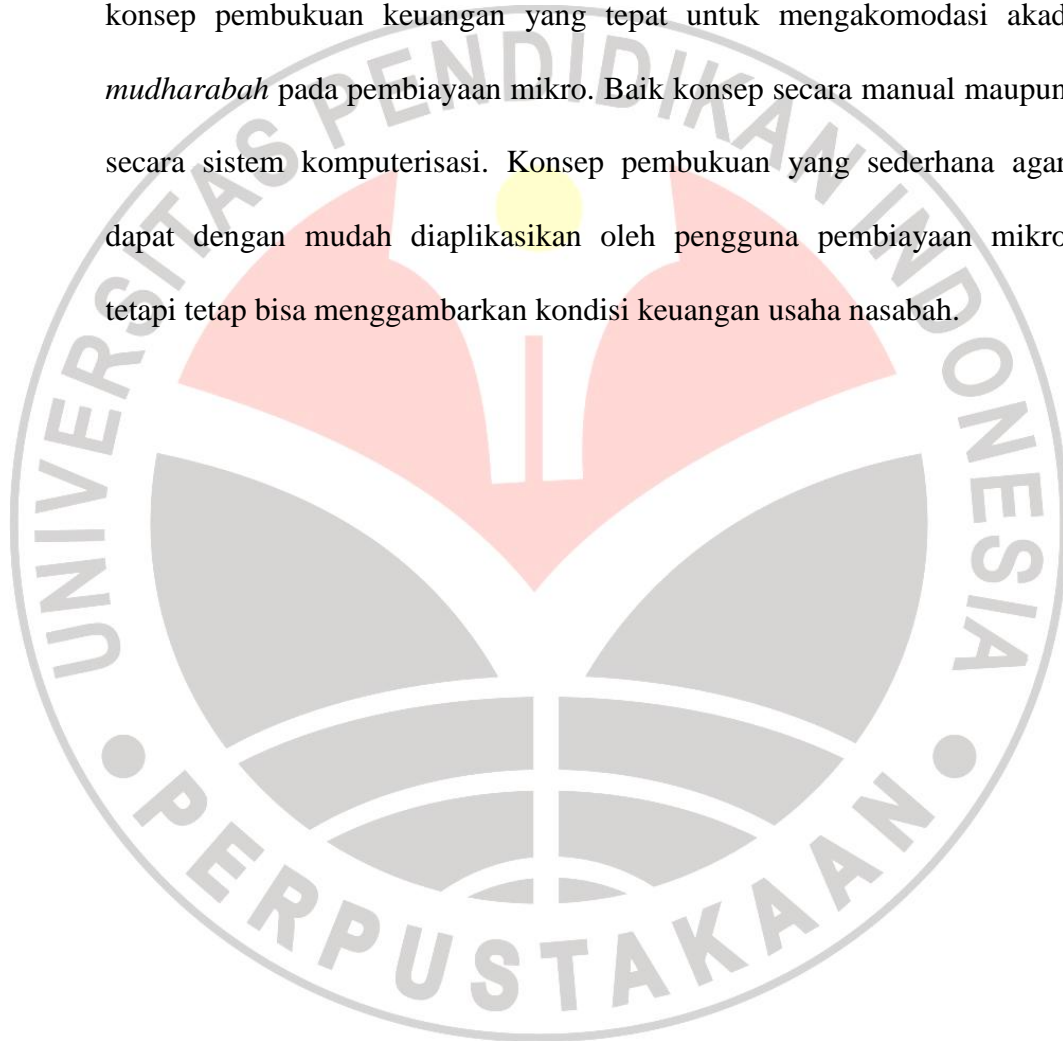 konsep pembukuan keuangan yang tepat untuk mengakomodasi akad
mudharabah pada pembiayaan mikro. Baik konsep secara manual maupun
secara sistem komputerisasi. Konsep pembukuan yang sederhana agar
dapat dengan mudah diaplikasikan oleh pengguna pembiayaan mikro
tetapi tetap bisa menggambarkan kondisi keuangan usaha nasabah.
UNIVERSITAS PENDIDIKAN INDONESIA
PERPUSTAKAAN